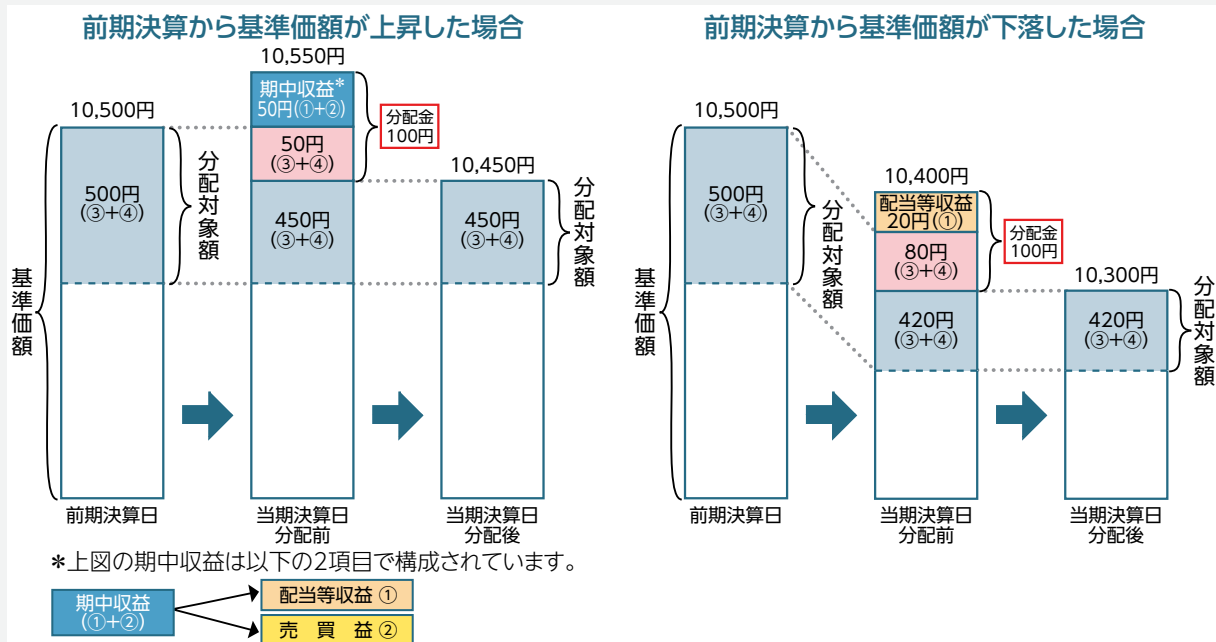 前期決算から基準価額が上昇した場合
10,500円
10,550円
10,450円
期中収益*
50円(①+②)
50円
(③+④)
分配金
100円
500円
(③+④)
450円
(③+④)
450円
(③+④)
分配対象額
分配対象額
基準価額
前期決算日
当期決算日
分配前
当期決算日
分配後
*上図の期中収益は以下の2項目で構成されています。
期中収益
(①+②)
配当等収益 ①
売 買 益 ②
前期決算から基準価額が下落した場合
10,500円
10,400円
10,300円
配当等収益
20円(①)
80円
(③+④)
分配金
100円
500円
(③+④)
420円
(③+④)
420円
(③+④)
分配対象額
分配対象額
基準価額
前期決算日
当期決算日
分配前
当期決算日
分配後